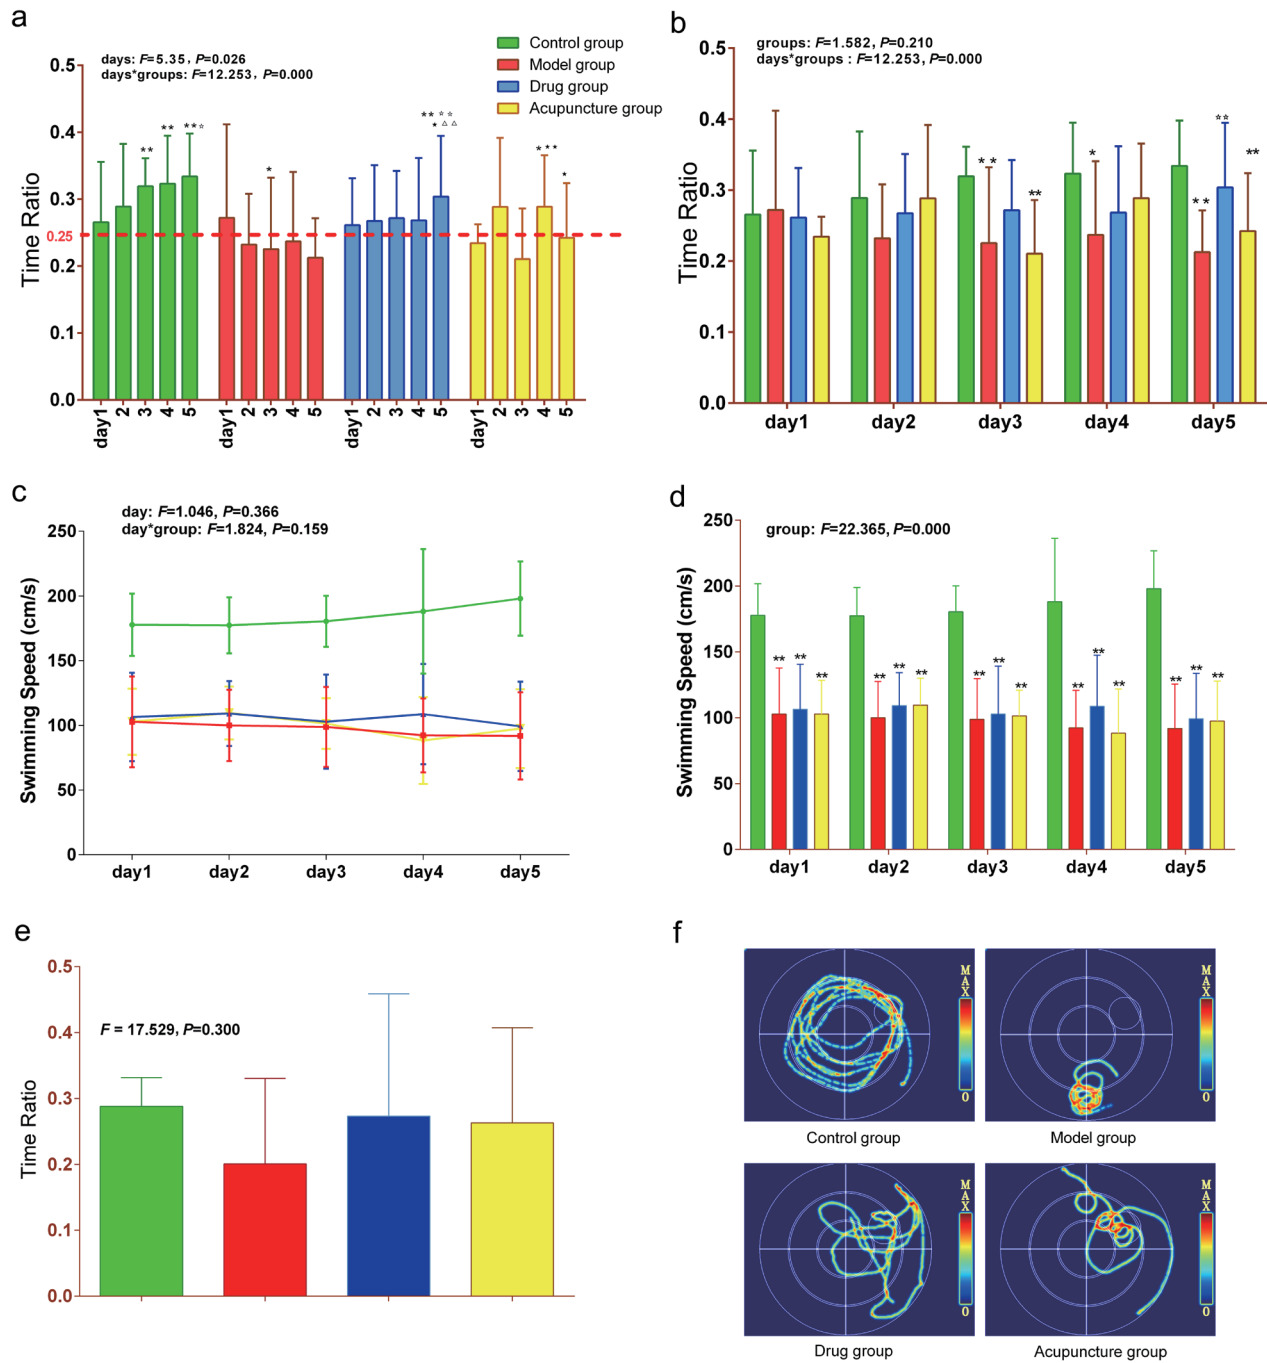 a
days: F=5.35, P=0.026
days*groups: F=12.253, P=0.000
Control group
Model group
Drug group
Acupuncture group
Time Ratio
0.5
0.4
0.3
0.25
0.2
0.1
0.0
** ** **☆
*
** ☆☆
* △△
* **
*
day1 2 3 4 5 day1 2 3 4 5 day1 2 3 4 5 day1 2 3 4 5
b
groups: F=1.582, P=0.210
days*groups : F=12.253, P=0.000
Time Ratio
0.5
0.4
0.3
0.2
0.1
0.0
** ** * ** ☆☆ **
day1 day2 day3 day4 day5
c
day: F=1.046, P=0.366
day*group: F=1.824, P=0.159
Swimming Speed (cm/s)
250
200
150
100
50
0
day1 day2 day3 day4 day5
d
group: F=22.365, P=0.000
Swimming Speed (cm/s)
250
200
150
100
50
0
** ** ** ** ** ** ** ** ** ** ** ** ** ** **
day1 day2 day3 day4 day5
e
F = 17.529, P=0.300
Time Ratio
0.5
0.4
0.3
0.2
0.1
0.0
f
MAX
0
Control group
MAX
0
Model group
MAX
0
Drug group
MAX
0
Acupuncture group